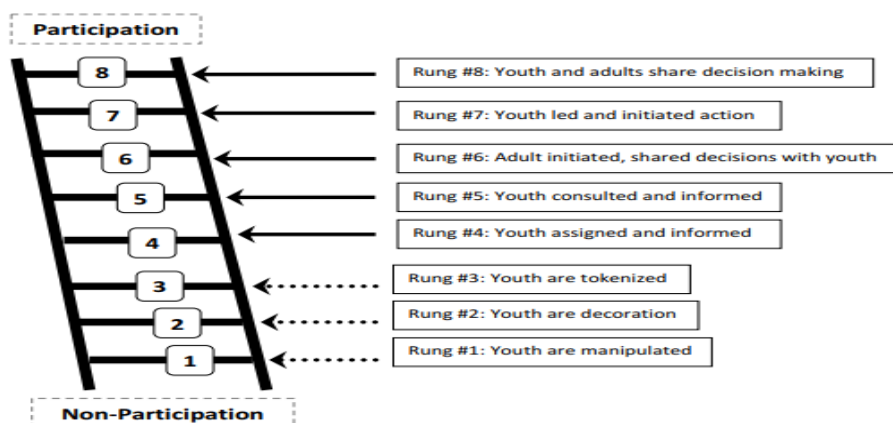 Participation
8
Rung #8: Youth and adults share decision making
7
Rung #7: Youth led and initiated action
6
Rung #6: Adult initiated, shared decisions with youth
5
Rung #5: Youth consulted and informed
4
Rung #4: Youth assigned and informed
3
Rung #3: Youth are tokenized
2
Rung #2: Youth are decoration
1
Rung #1: Youth are manipulated
Non-Participation